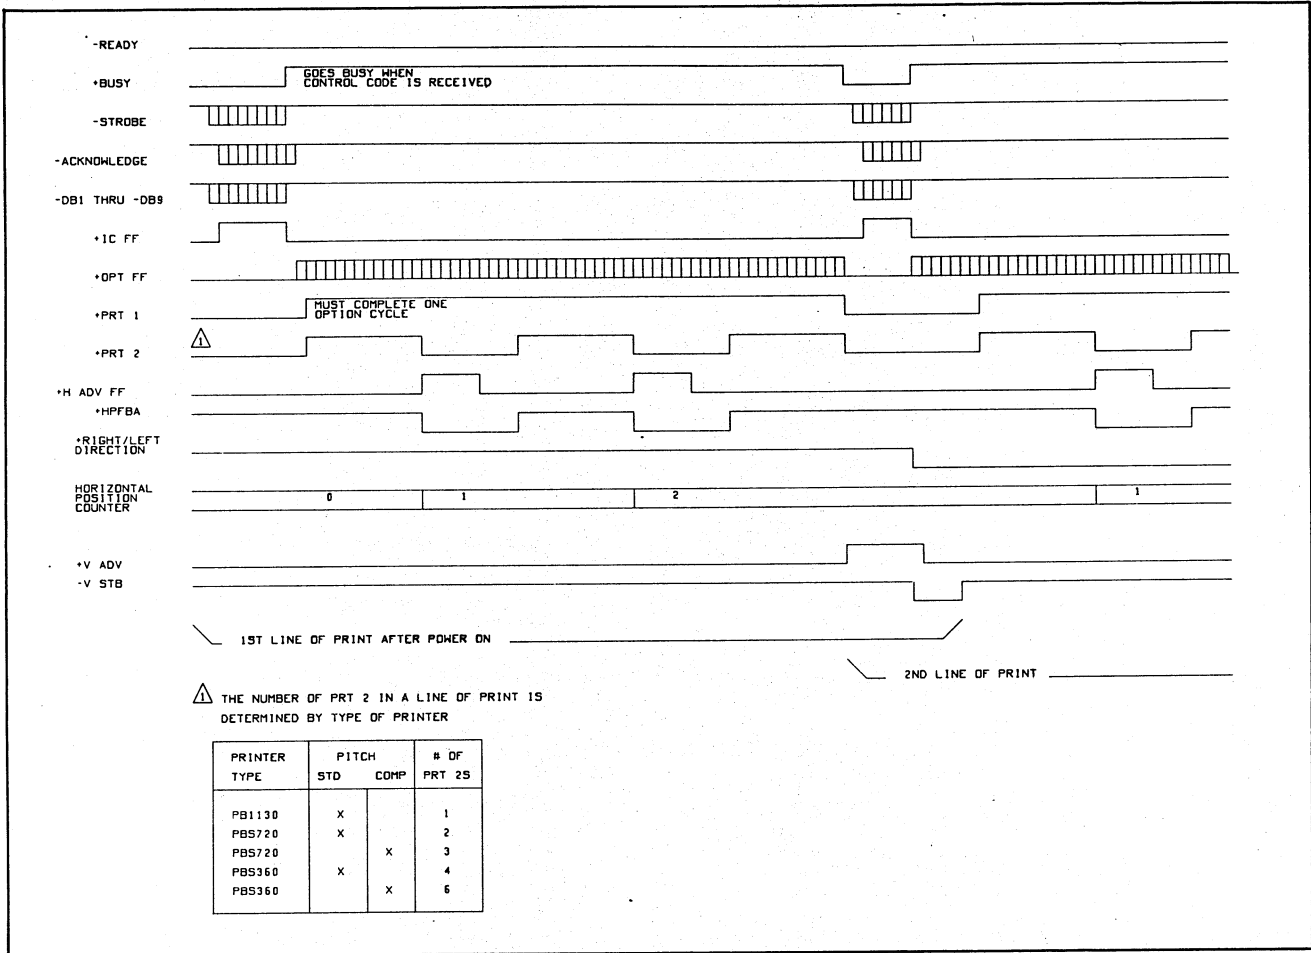 -READY
+BUSY
GOES BUSY WHEN
CONTROL CODE IS RECEIVED
-STROBE
-ACKNOWLEDGE
-DB1 THRU -DB9
+IC FF
+OPT FF
+PRT 1
MUST COMPLETE ONE
OPTION CYCLE
1
+PRT 2
+H ADV FF
+HPFBA
+RIGHT/LEFT
DIRECTION
HORIZONTAL
POSITION
COUNTER
0 1 2 1
+V ADV
-V STB
1ST LINE OF PRINT AFTER POWER ON
2ND LINE OF PRINT
1 THE NUMBER OF PRT 2 IN A LINE OF PRINT IS
DETERMINED BY TYPE OF PRINTER
PRINTER PITCH # OF
TYPE STD COMP PRT 2S
PB1130 X 1
PBS720 X 2
PBS720 X 3
PBS360 X 4
PBS360 X 6